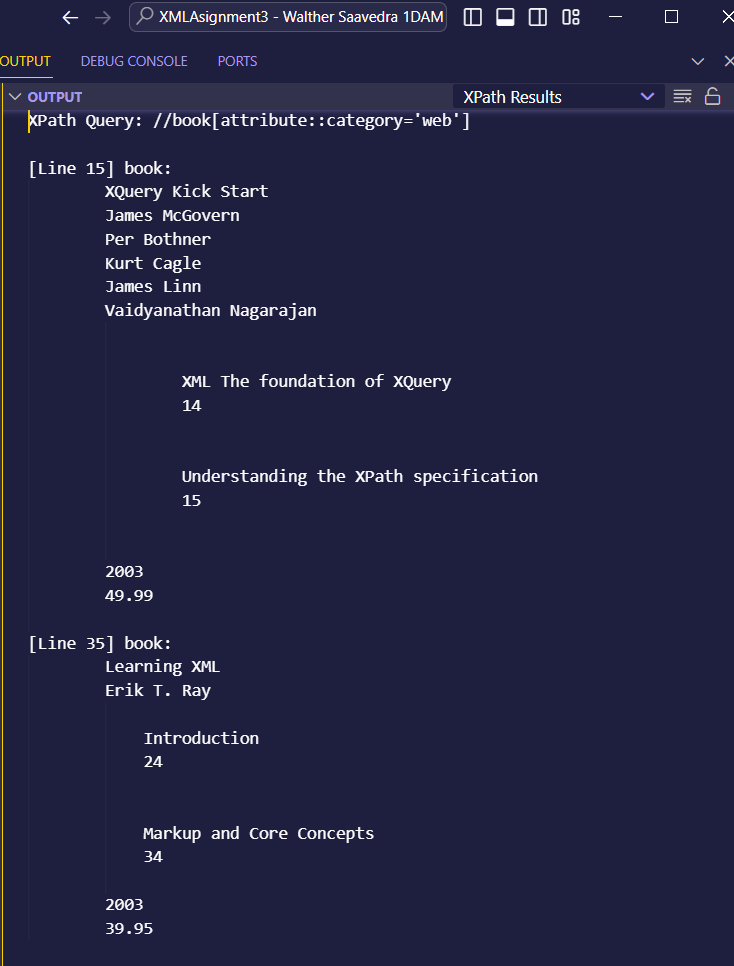 XMLAsignment3 - Walther Saavedra 1DAM
OUTPUT DEBUG CONSOLE PORTS
OUTPUT XPath Results
XPath Query: //book[attribute::category='web']
[Line 15] book:
XQuery Kick Start
James McGovern
Per Bothner
Kurt Cagle
James Linn
Vaidyanathan Nagarajan
XML The foundation of XQuery
14
Understanding the XPath specification
15
2003
49.99
[Line 35] book:
Learning XML
Erik T. Ray
Introduction
24
Markup and Core Concepts
34
2003
39.95